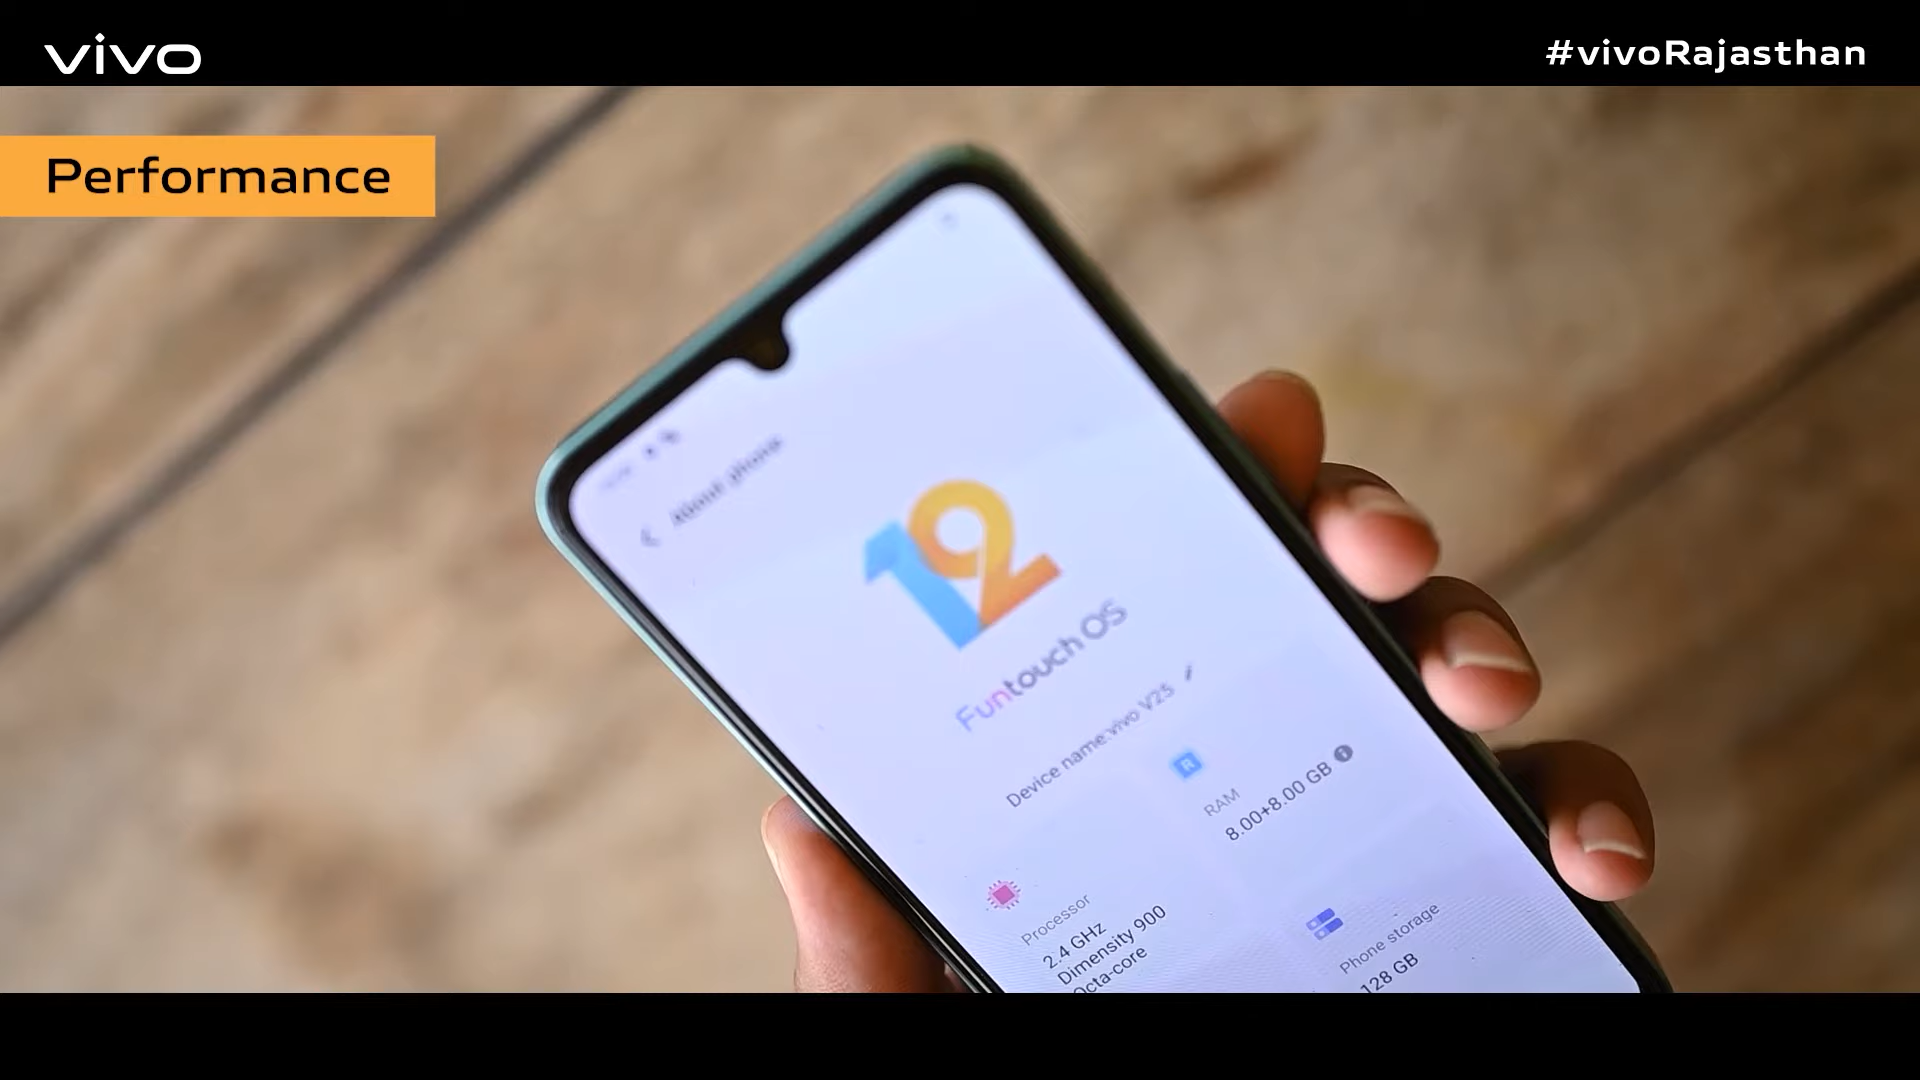 vivo
#vivoRajasthan
Performance
About phone
12
Funtouch OS
Device name:vivo V25
R
RAM
8.00+8.00 GB
Processor
2.4 GHz
Dimensity 900
Octa-core
Phone storage
128 GB